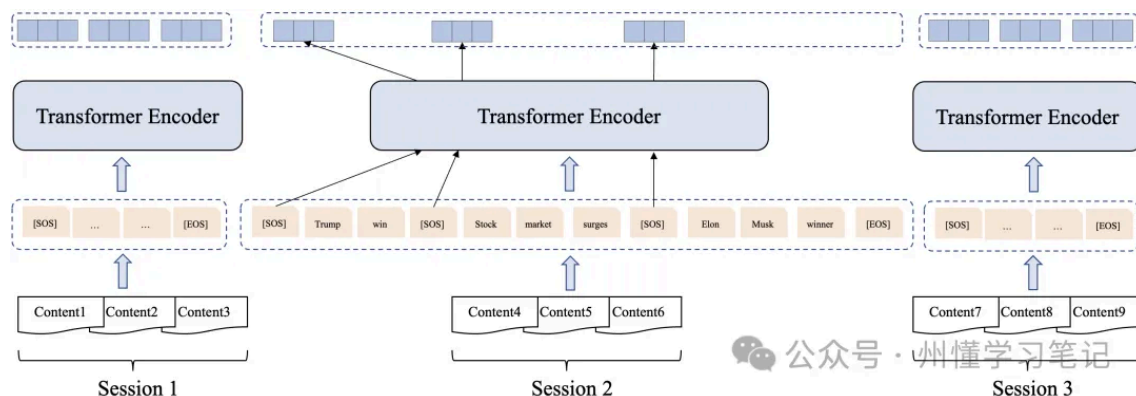 Transformer Encoder
Transformer Encoder
Transformer Encoder
[SOS] ... ... [EOS]
[SOS] Trump win [SOS] Stock market surges [SOS] Elon Musk winner [EOS]
[SOS] ... ... [EOS]
Content1 Content2 Content3
Content4 Content5 Content6
Content7 Content8 Content9
公众号 · 州懂学习笔记
Session 1
Session 2
Session 3